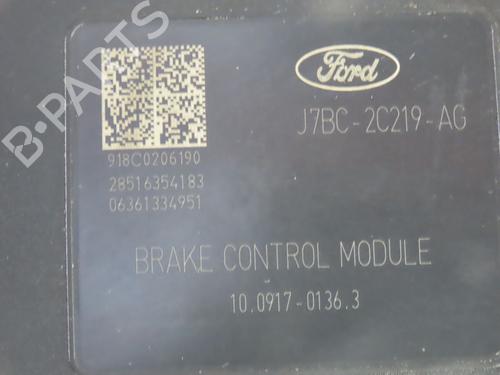 Ford
J7BC-2C219-AG
918C0206190
28516354183
06361334951
BRAKE CONTROL MODULE
10.0917-0136.3
B-PARTS